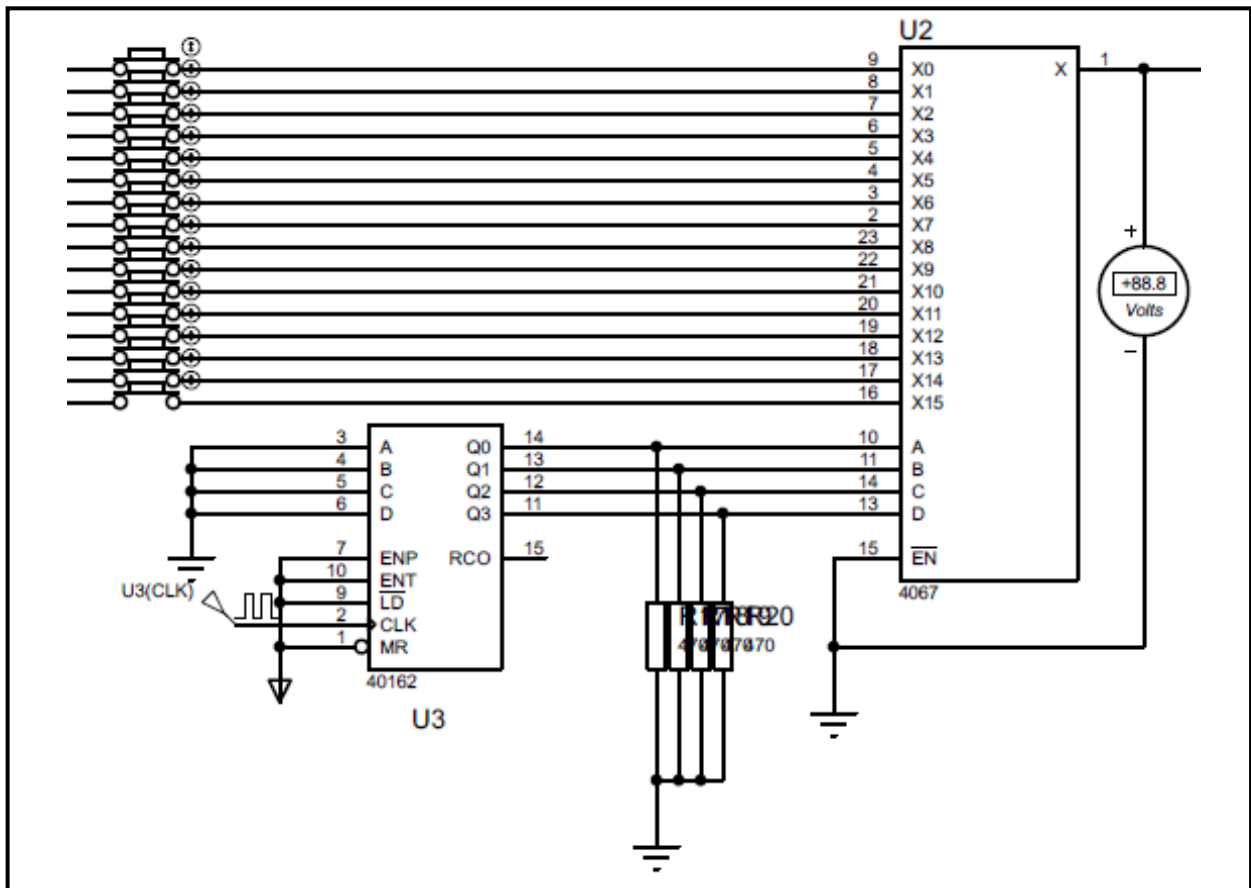 U2
9 X0 X 1
8 X1
7 X2
6 X3
5 X4
4 X5
3 X6
2 X7
23 X8
22 X9
21 X10
20 X11
19 X12
18 X13
17 X14
16 X15
+
+88.8
Volts
−
3 A Q0 14 10 A
4 B Q1 13 11 B
5 C Q2 12 14 C
6 D Q3 11 13 D
7 ENP RCO 15 15 EN
10 ENT
9 LD
U3(CLK)
2 CLK
1 MR
40162
U3
4067
R20
470